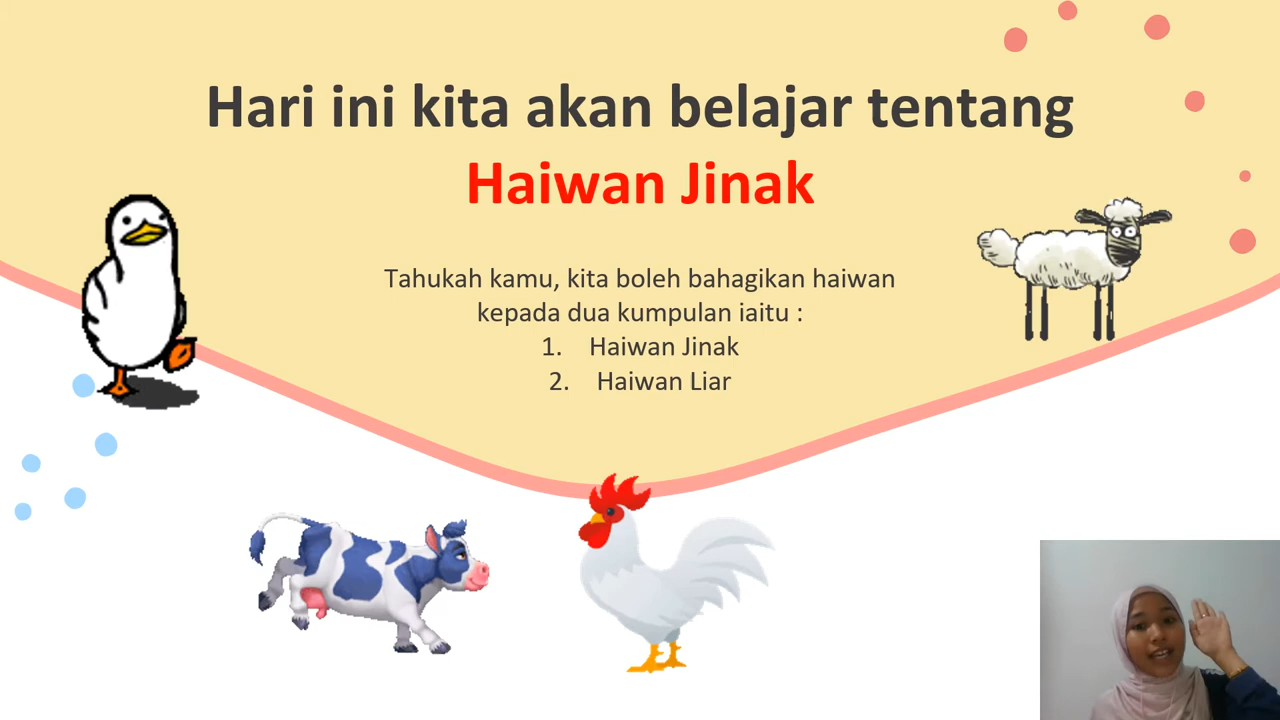 Hari ini kita akan belajar tentang
Haiwan Jinak
Tahukah kamu, kita boleh bahagikan haiwan
kepada dua kumpulan iaitu :
1. Haiwan Jinak
2. Haiwan Liar